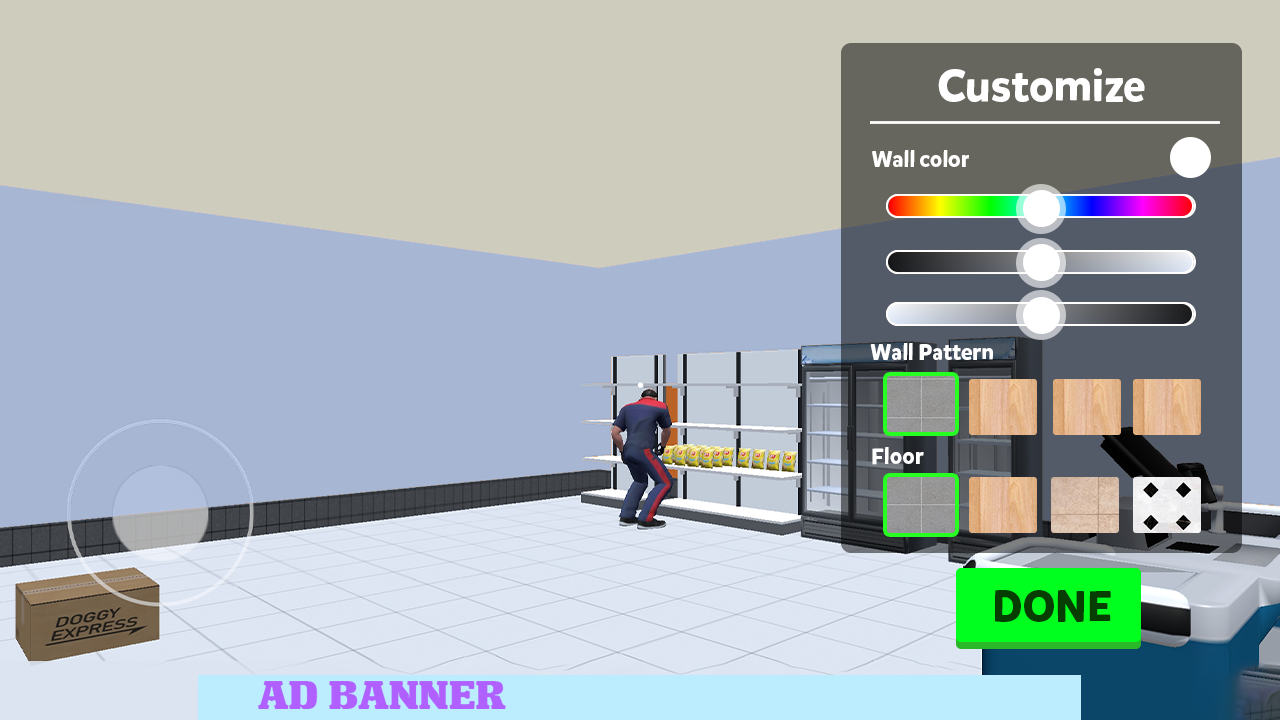 Customize
Wall color
Wall Pattern
Floor
DONE
DOGGY
EXPRESS
AD BANNER